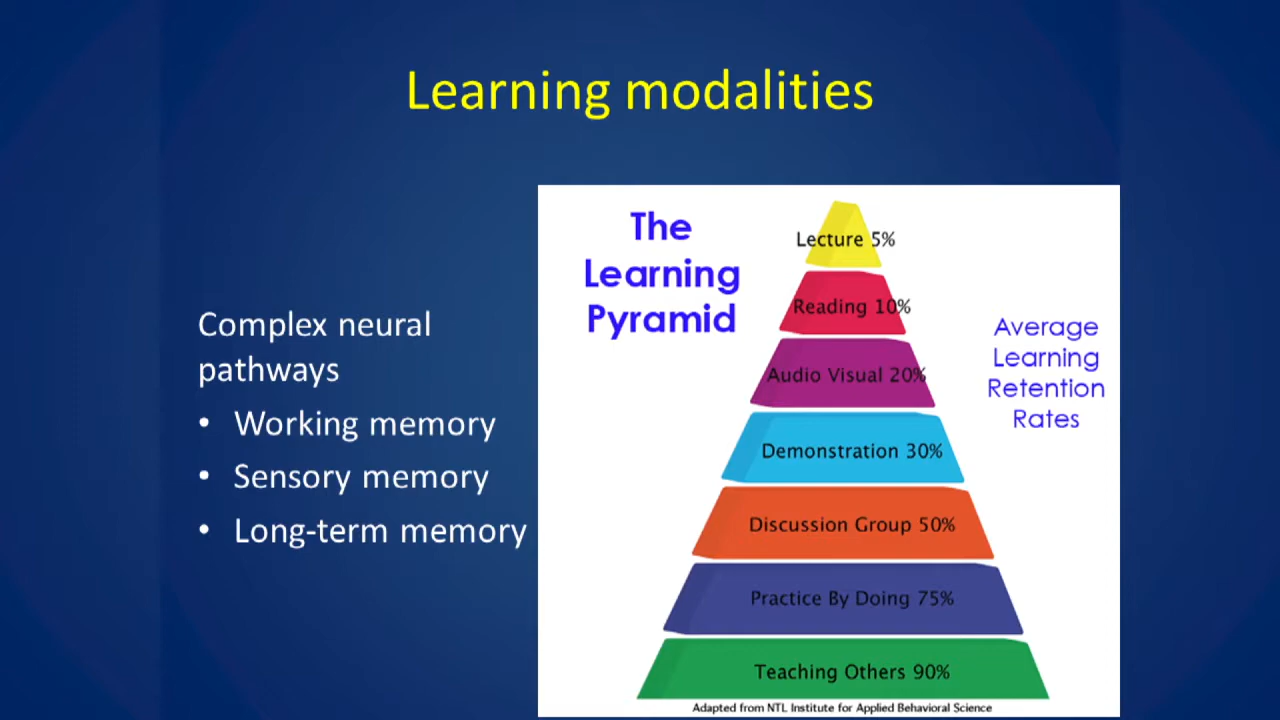 Learning modalities
Complex neural
pathways
• Working memory
• Sensory memory
• Long-term memory
The
Learning
Pyramid
Lecture 5%
Reading 10%
Audio Visual 20%
Demonstration 30%
Discussion Group 50%
Practice By Doing 75%
Teaching Others 90%
Average
Learning
Retention
Rates
Adapted from NTL Institute for Applied Behavioral Science